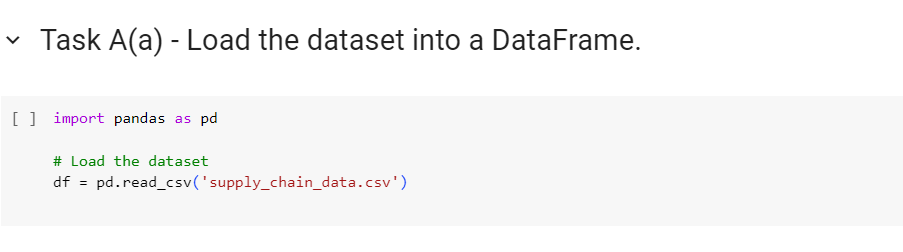 Task A(a) - Load the dataset into a DataFrame.
[ ] import pandas as pd
# Load the dataset
df = pd.read_csv('supply_chain_data.csv')